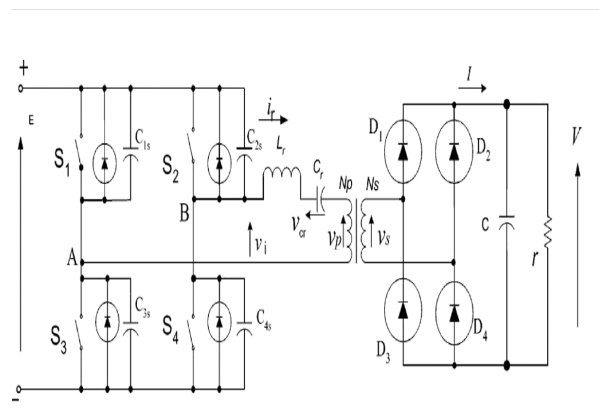 +
E
S1
C1s
S2
C2s
ir
Lr
Cr
vcr
Np
Ns
B
A
vi
vp
vs
S3
C3s
S4
C4s
D1
D2
D3
D4
I
C
r
V
−